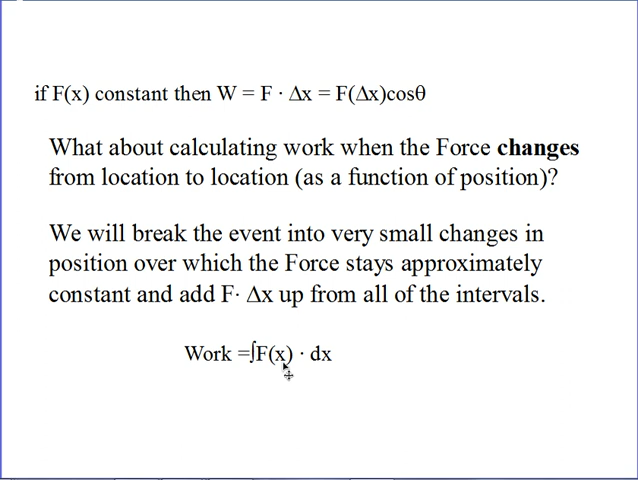 if F(x) constant then W = F · Δx = F(Δx)cosθ
What about calculating work when the Force changes
from location to location (as a function of position)?
We will break the event into very small changes in
position over which the Force stays approximately
constant and add F· Δx up from all of the intervals.
Work =∫F(x) · dx